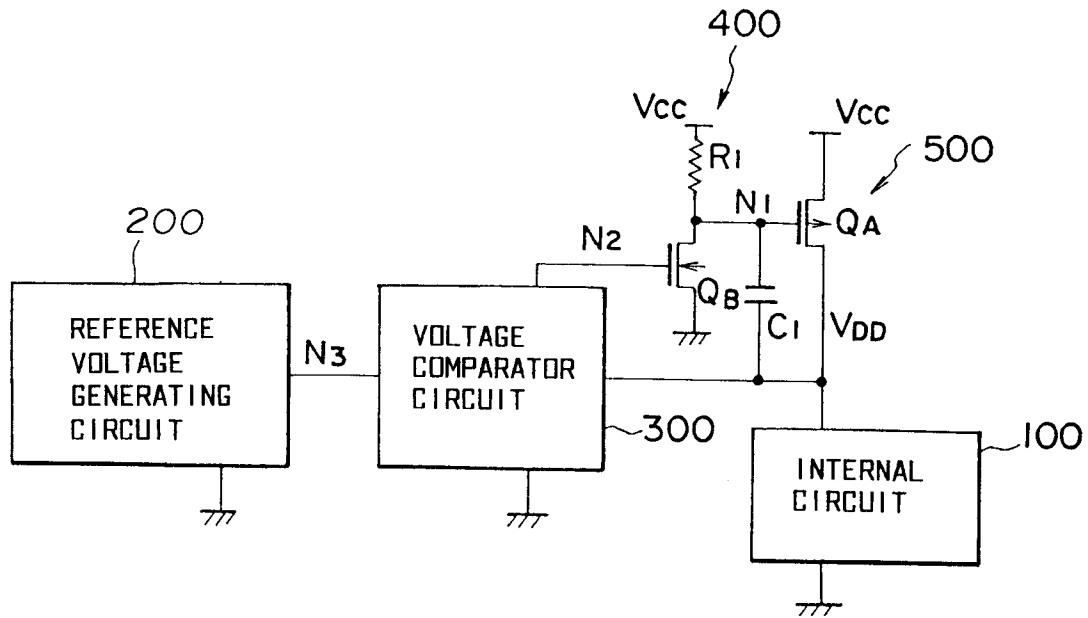 400
VCC
VCC
R1
500
N1
QA
200
N2
QB
C1
VDD
REFERENCE
VOLTAGE
GENERATING
CIRCUIT
N3
VOLTAGE
COMPARATOR
CIRCUIT
300
100
INTERNAL
CIRCUIT